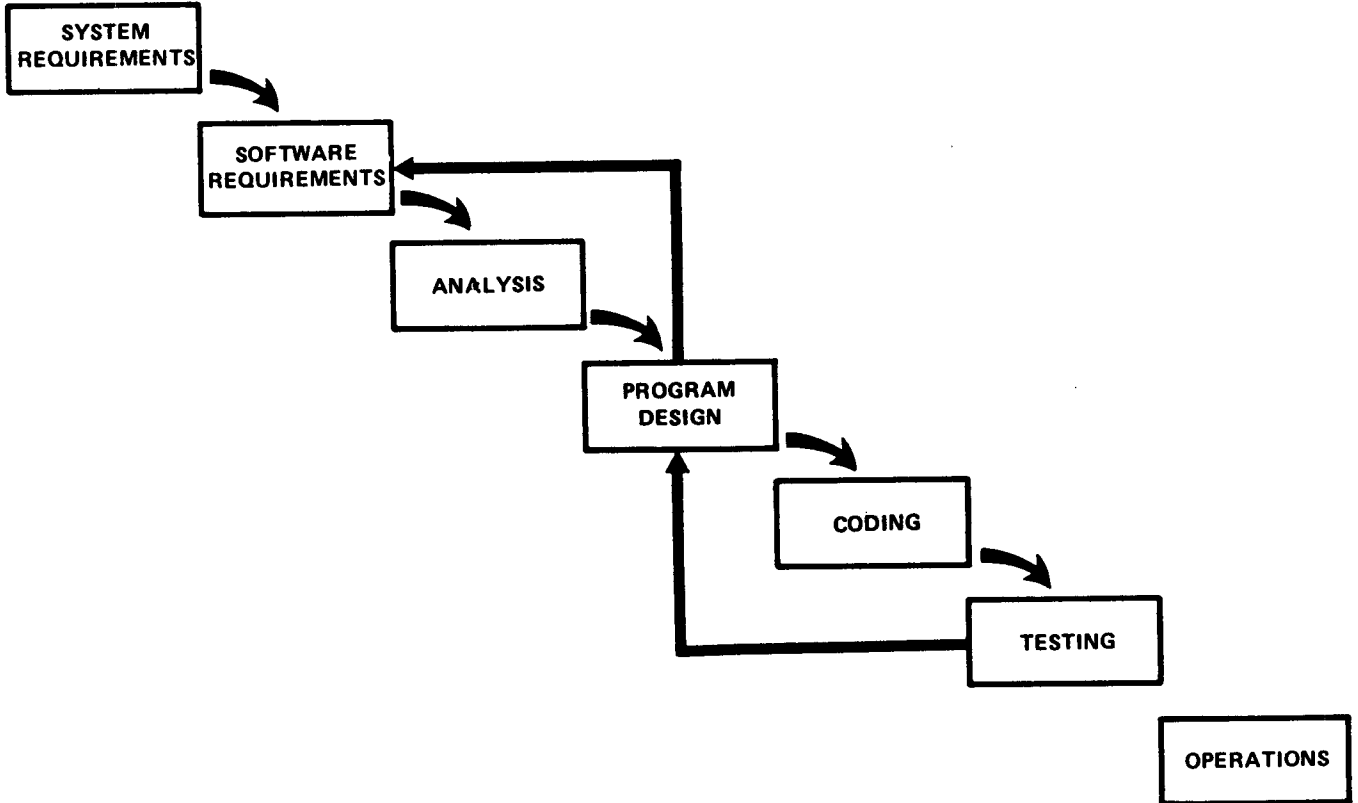 SYSTEM
REQUIREMENTS
SOFTWARE
REQUIREMENTS
ANALYSIS
PROGRAM
DESIGN
CODING
TESTING
OPERATIONS